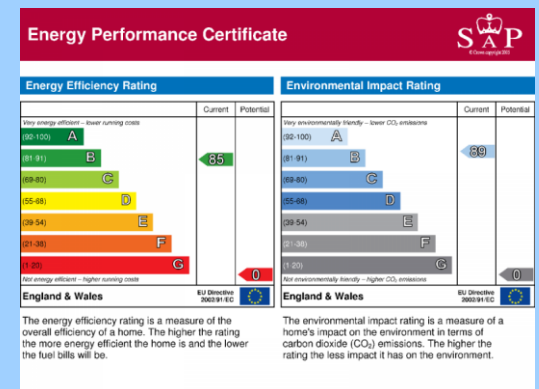 Energy Performance Certificate
SAP
© Crown copyright 2005
Energy Efficiency Rating
Current Potential
Very energy efficient - lower running costs
(92-100) A
(81-91) B
85
(69-80) C
(55-68) D
(39-54) E
(21-38) F
(1-20) G
0
Not energy efficient - higher running costs
England & Wales
EU Directive
2002/91/EC
The energy efficiency rating is a measure of the
overall efficiency of a home. The higher the rating
the more energy efficient the home is and the lower
the fuel bills will be.
Environmental Impact Rating
Current Potential
Very environmentally friendly - lower CO₂ emissions
(92-100) A
(81-91) B
89
(69-80) C
(55-68) D
(39-54) E
(21-38) F
(1-20) G
0
Not environmentally friendly - higher CO₂ emissions
England & Wales
EU Directive
2002/91/EC
The environmental impact rating is a measure of a
home's impact on the environment in terms of
carbon dioxide (CO₂) emissions. The higher the
rating the less impact it has on the environment.